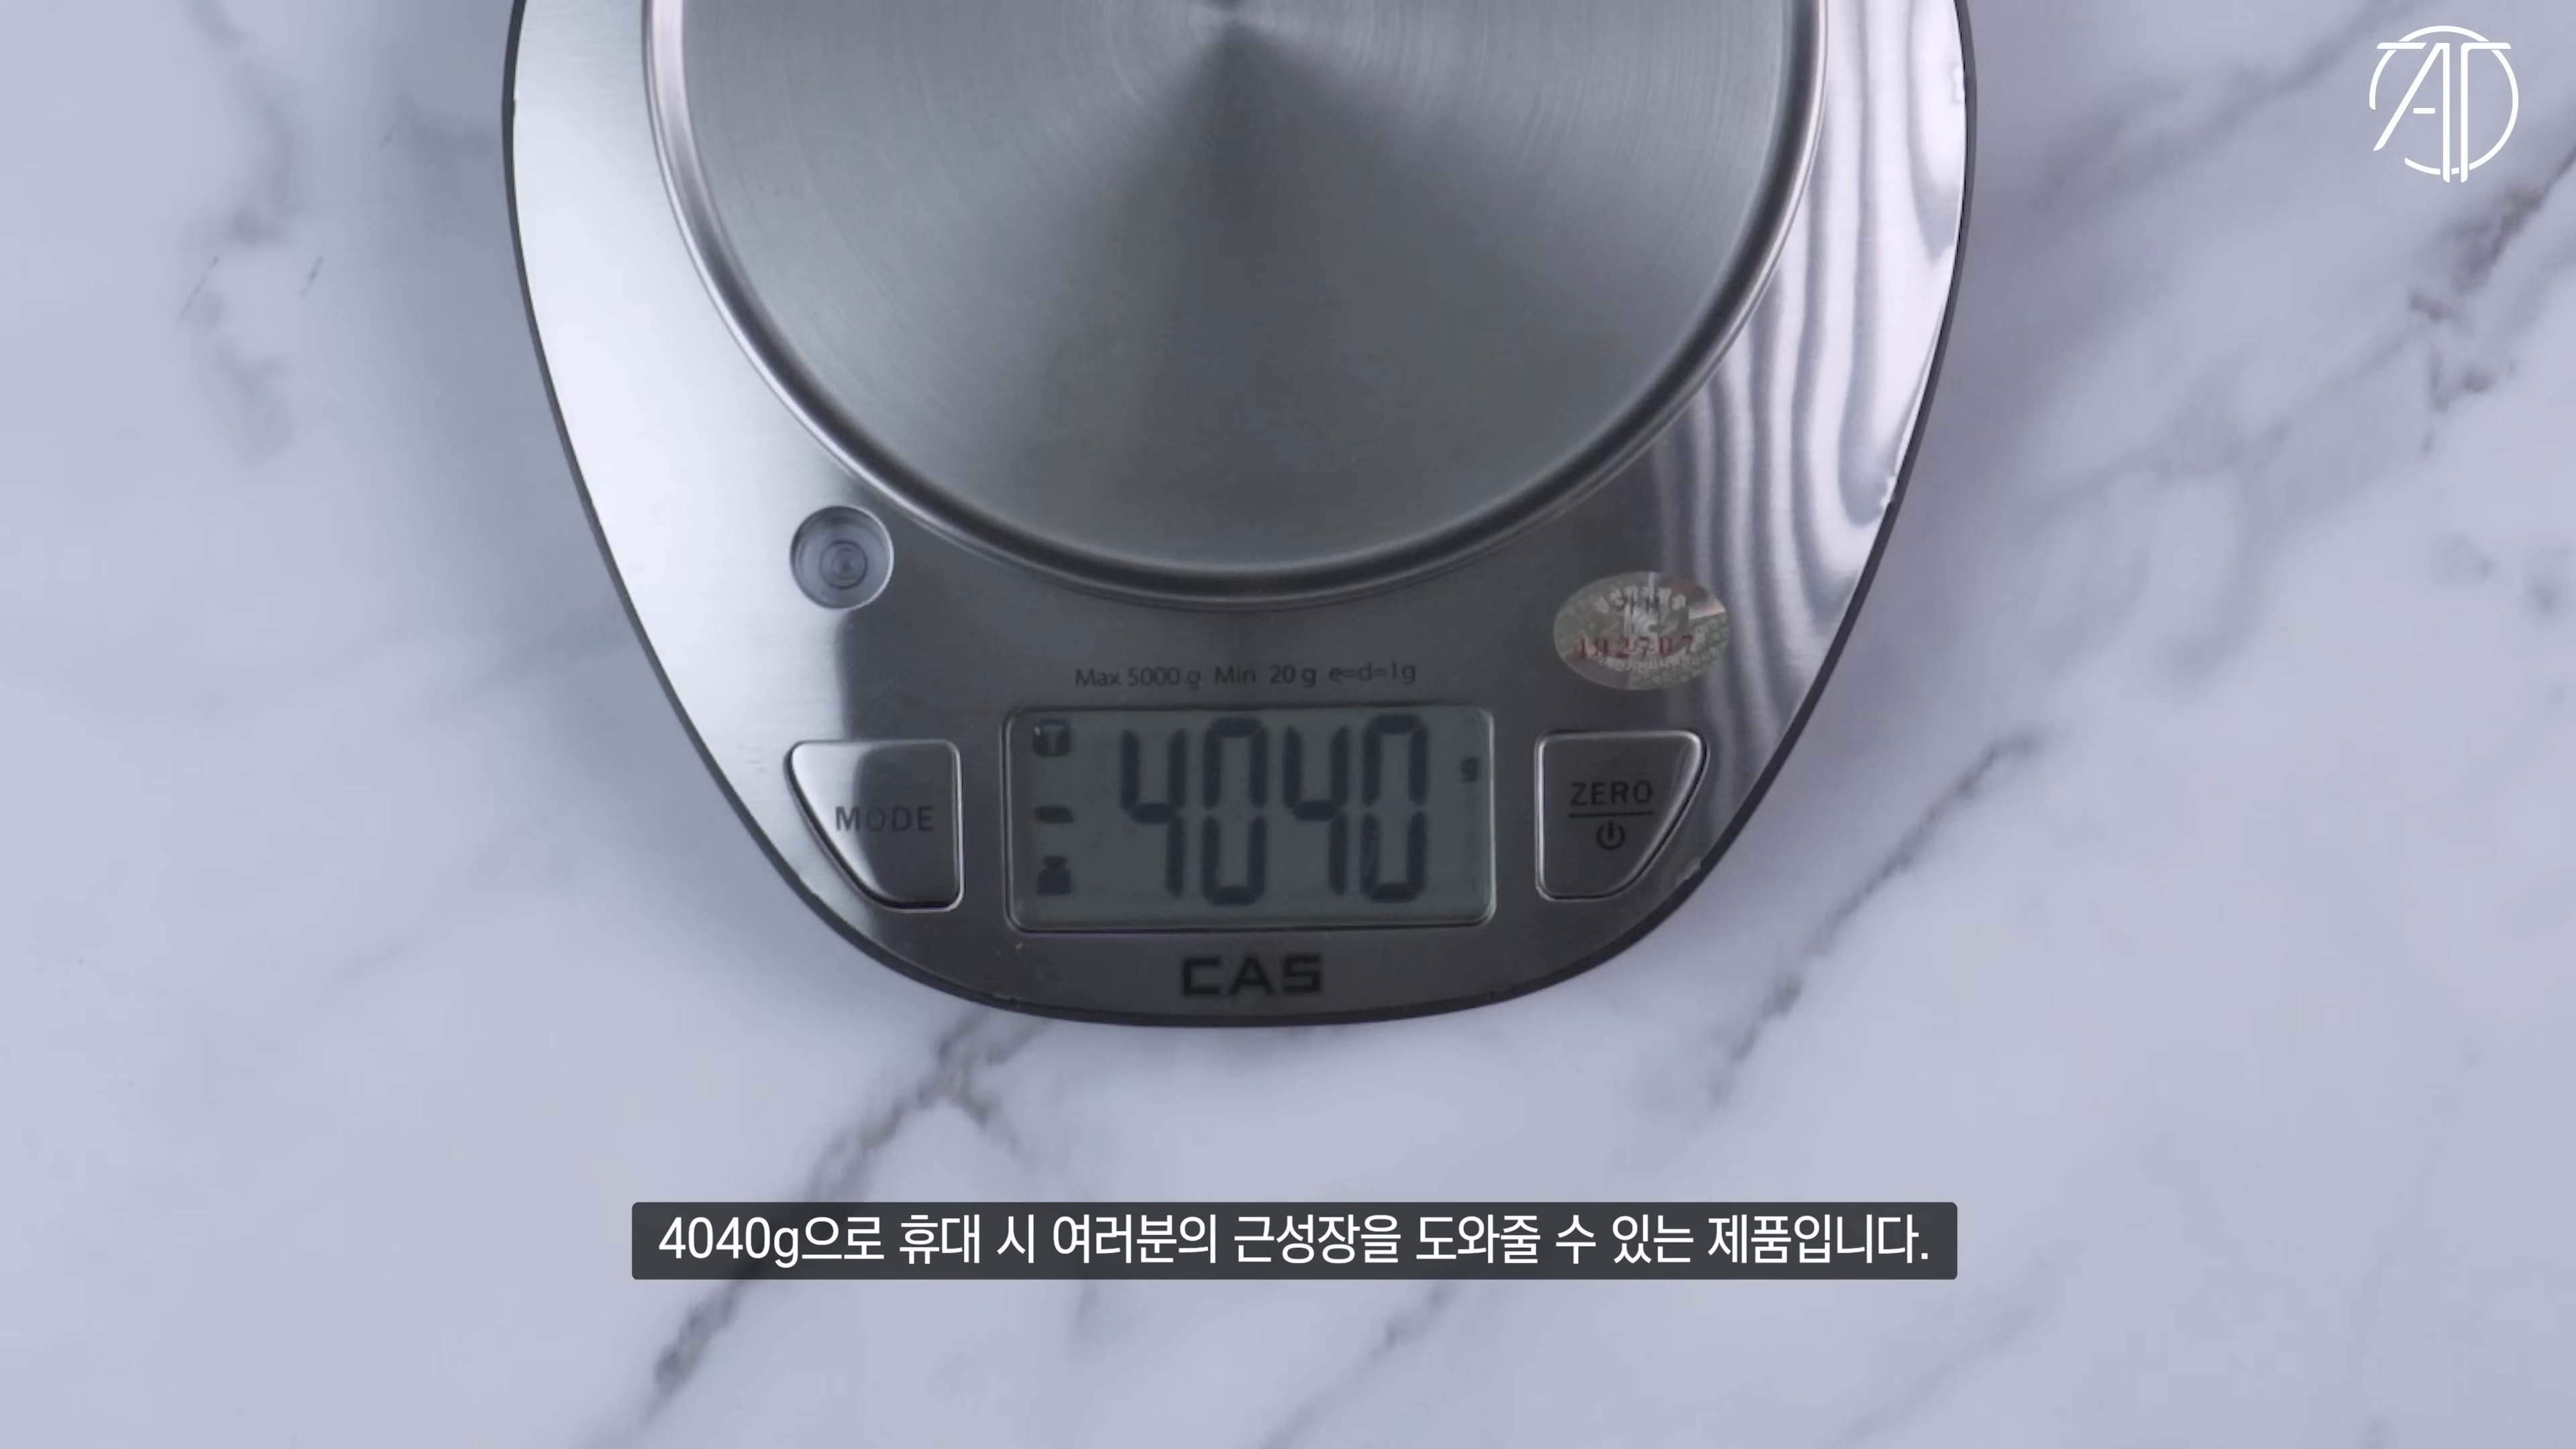 Max 5000 g Min 20 g e=d=1g
T
4040 g
MODE
ZERO
CAS
4040g으로 휴대 시 여러분의 근성장을 도와줄 수 있는 제품입니다.